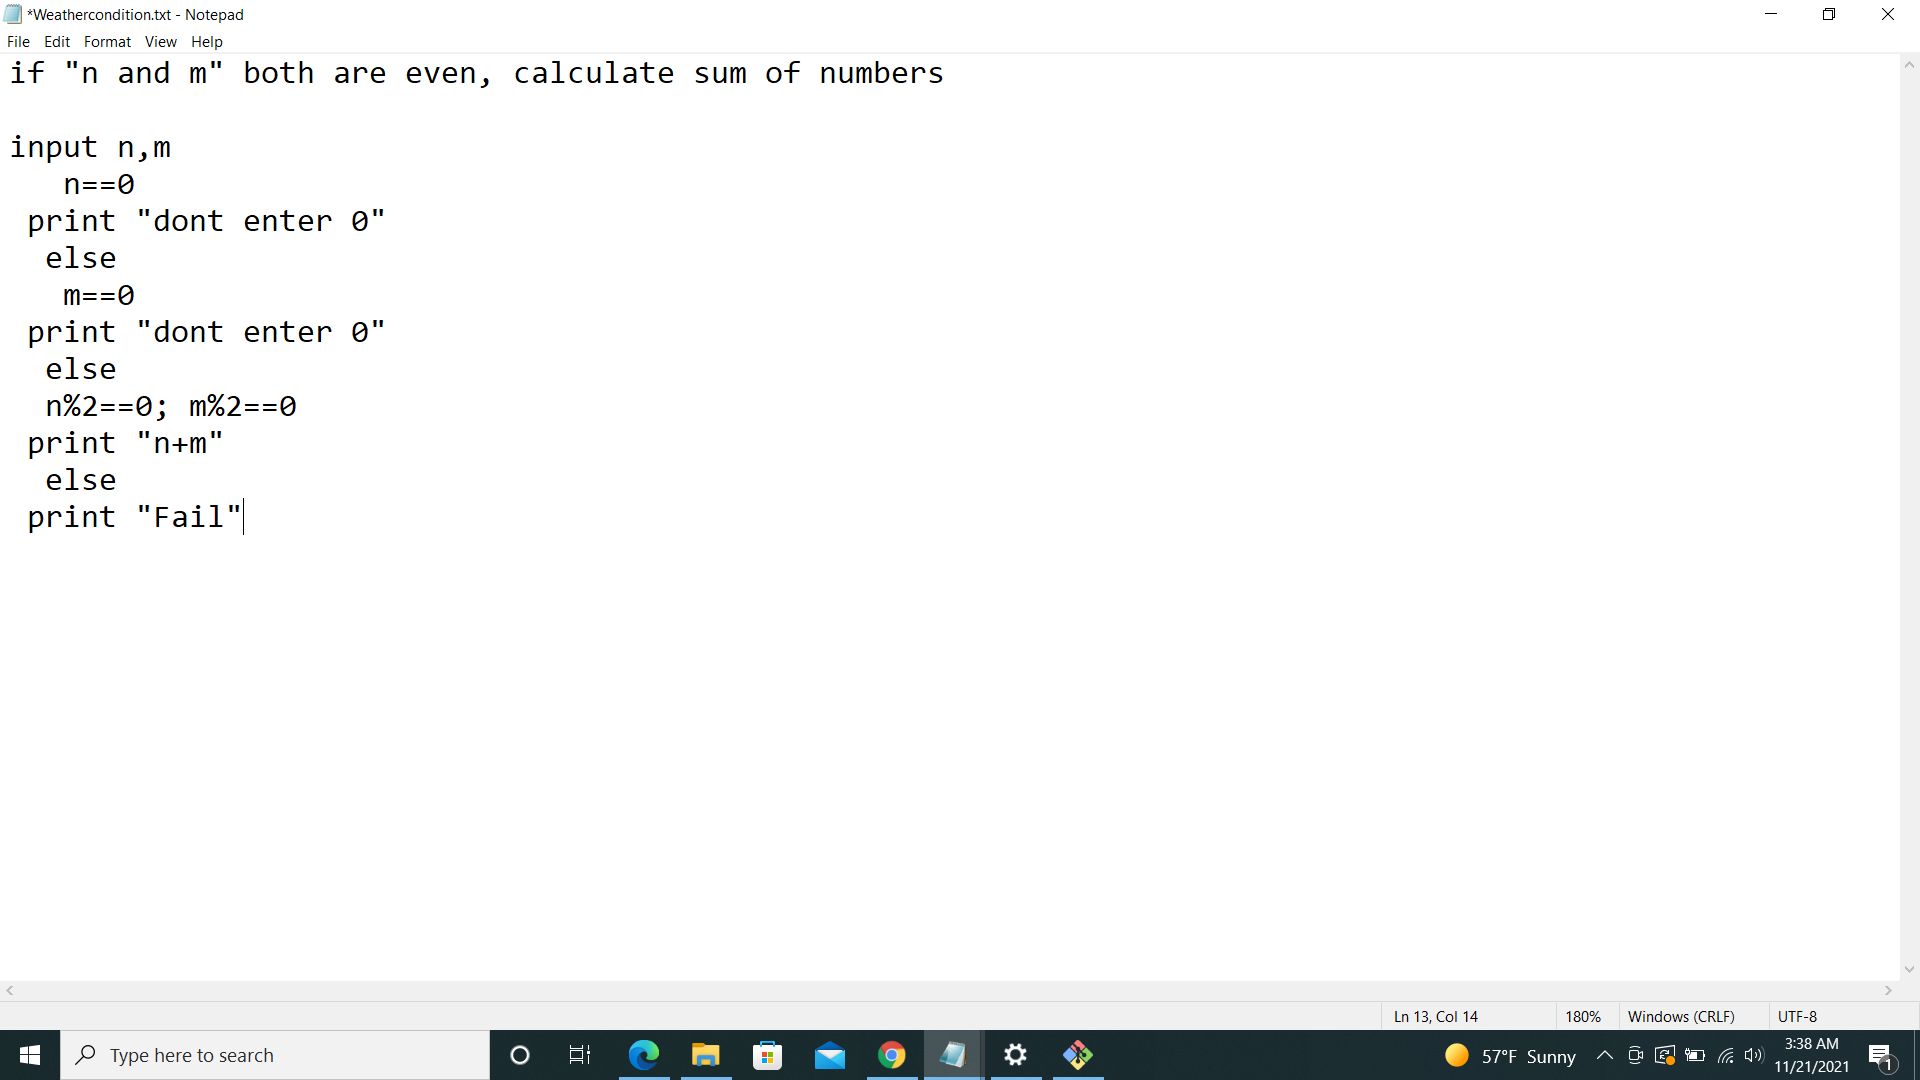 *Weathercondition.txt - Notepad
File Edit Format View Help
if "n and m" both are even, calculate sum of numbers
input n,m
n==0
print "dont enter 0"
else
m==0
print "dont enter 0"
else
n%2==0; m%2==0
print "n+m"
else
print "Fail"
Ln 13, Col 14 180% Windows (CRLF) UTF-8
Type here to search
57°F Sunny
3:38 AM
11/21/2021
1